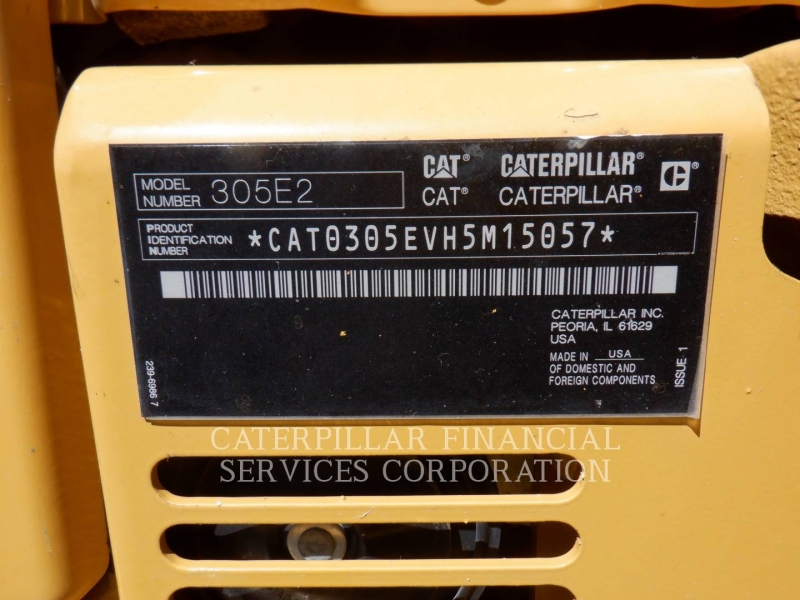 CAT® CATERPILLAR®
CAT® CATERPILLAR®
MODEL NUMBER 305E2
PRODUCT IDENTIFICATION NUMBER *CAT0305EVH5M15057*
CATERPILLAR INC.
PEORIA, IL 61629
USA
MADE IN USA
OF DOMESTIC AND
FOREIGN COMPONENTS
ISSUE 1
239-6966 7
CATERPILLAR FINANCIAL
SERVICES CORPORATION